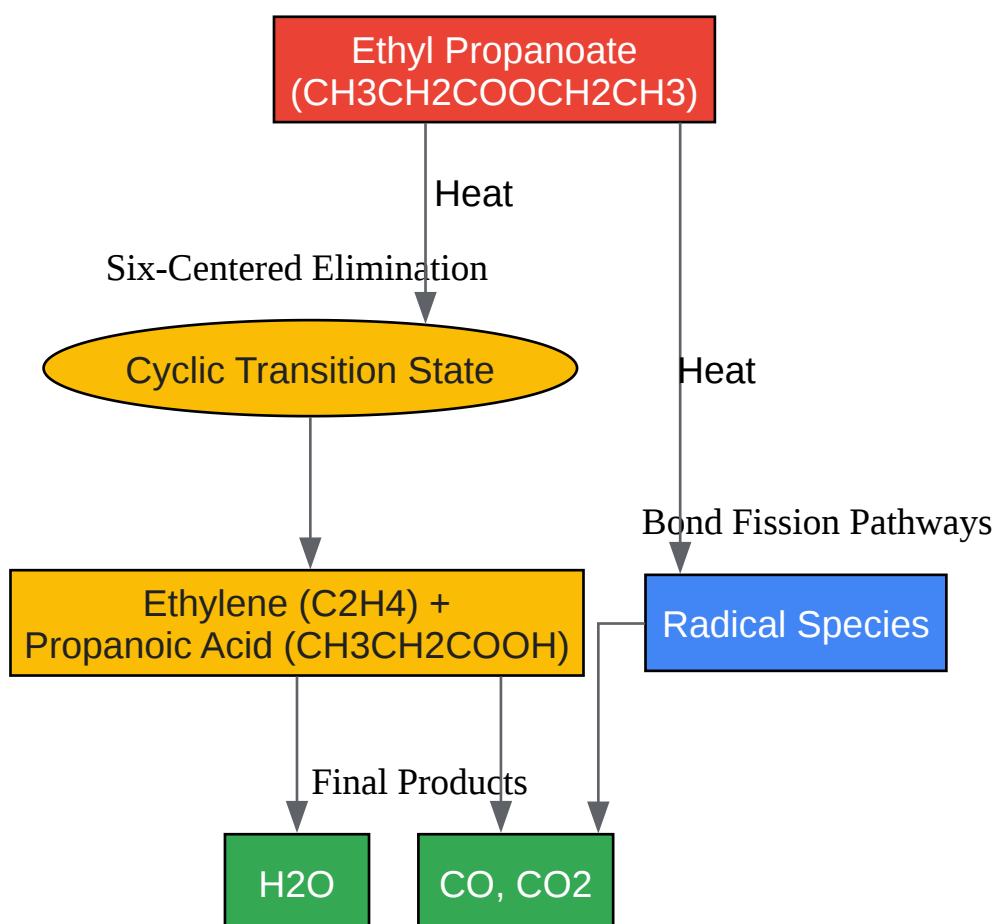 Ethyl Propanoate
(CH3CH2COOCH2CH3)
Heat
Six-Centered Elimination
Cyclic Transition State
Heat
Bond Fission Pathways
Ethylene (C2H4) +
Propanoic Acid (CH3CH2COOH)
Radical Species
Final Products
H2O
CO, CO2